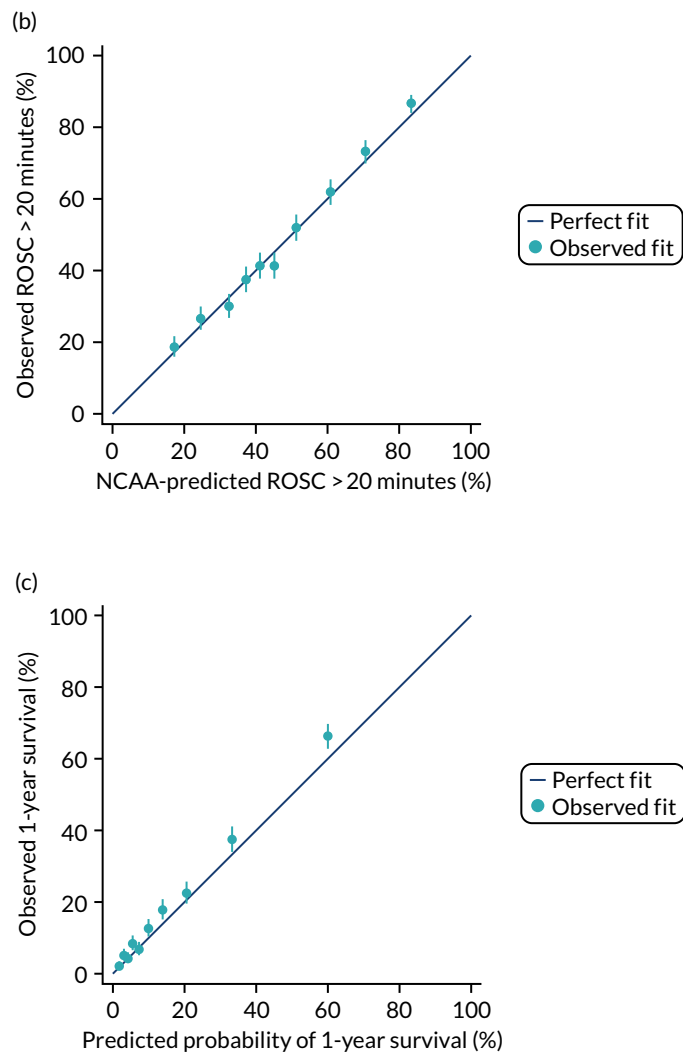 (b)
100
80
60
40
20
0
Observed ROSC > 20 minutes (%)
0 20 40 60 80 100
NCAA-predicted ROSC > 20 minutes (%)
Perfect fit
Observed fit
(c)
100
80
60
40
20
0
Observed 1-year survival (%)
0 20 40 60 80 100
Predicted probability of 1-year survival (%)
Perfect fit
Observed fit